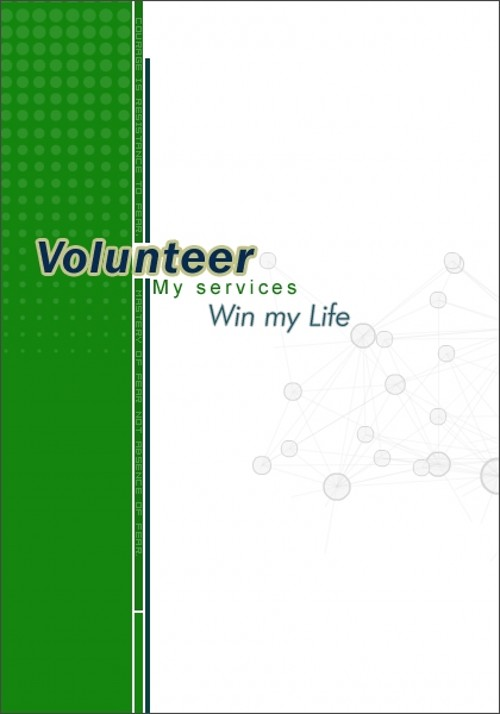 COURAGE IS RESISTANCE TO FEAR,
MASTERY OF FEAR NOT ABSENCE OF FEAR
Volunteer
My services
Win my Life